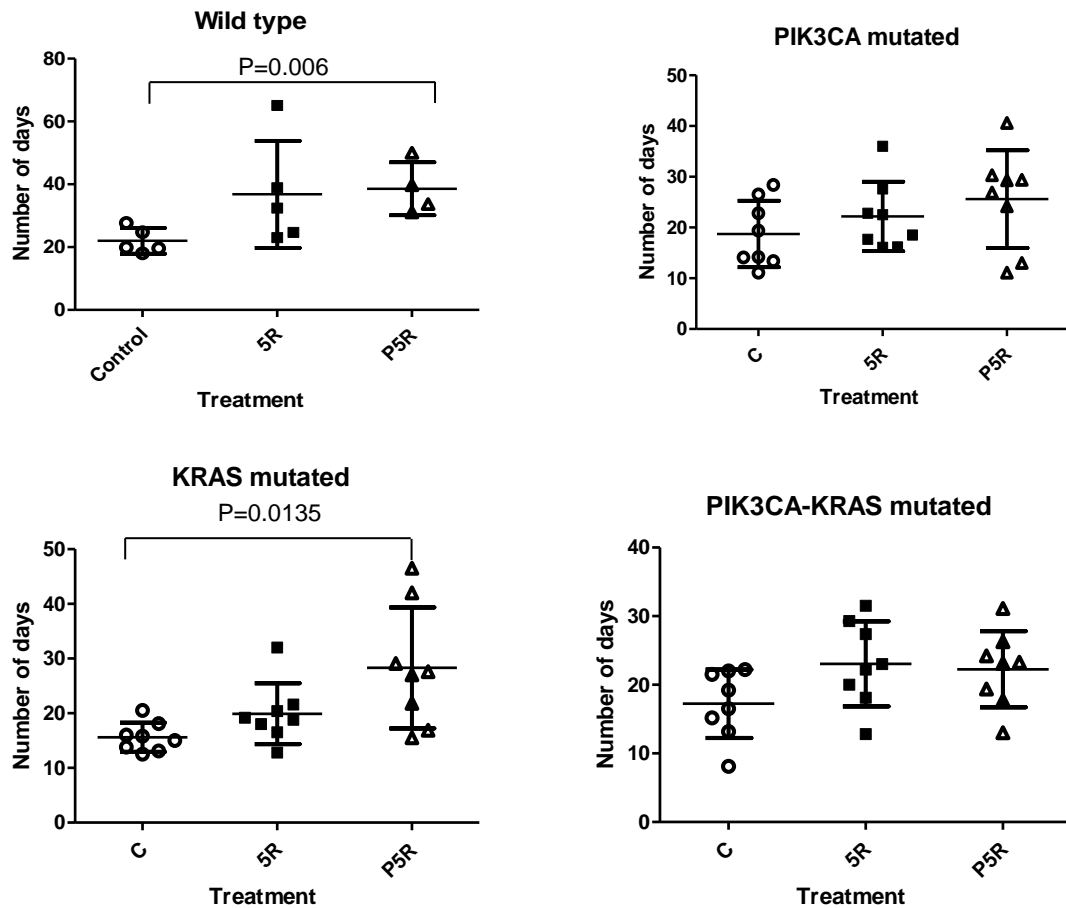 Wild type
P=0.006
Number of days
80
60
40
20
0
Control
5R
P5R
Treatment
PIK3CA mutated
Number of days
50
40
30
20
10
0
C
5R
P5R
Treatment
KRAS mutated
P=0.0135
Number of days
50
40
30
20
10
0
C
5R
P5R
Treatment
PIK3CA-KRAS mutated
Number of days
40
30
20
10
0
C
5R
P5R
Treatment